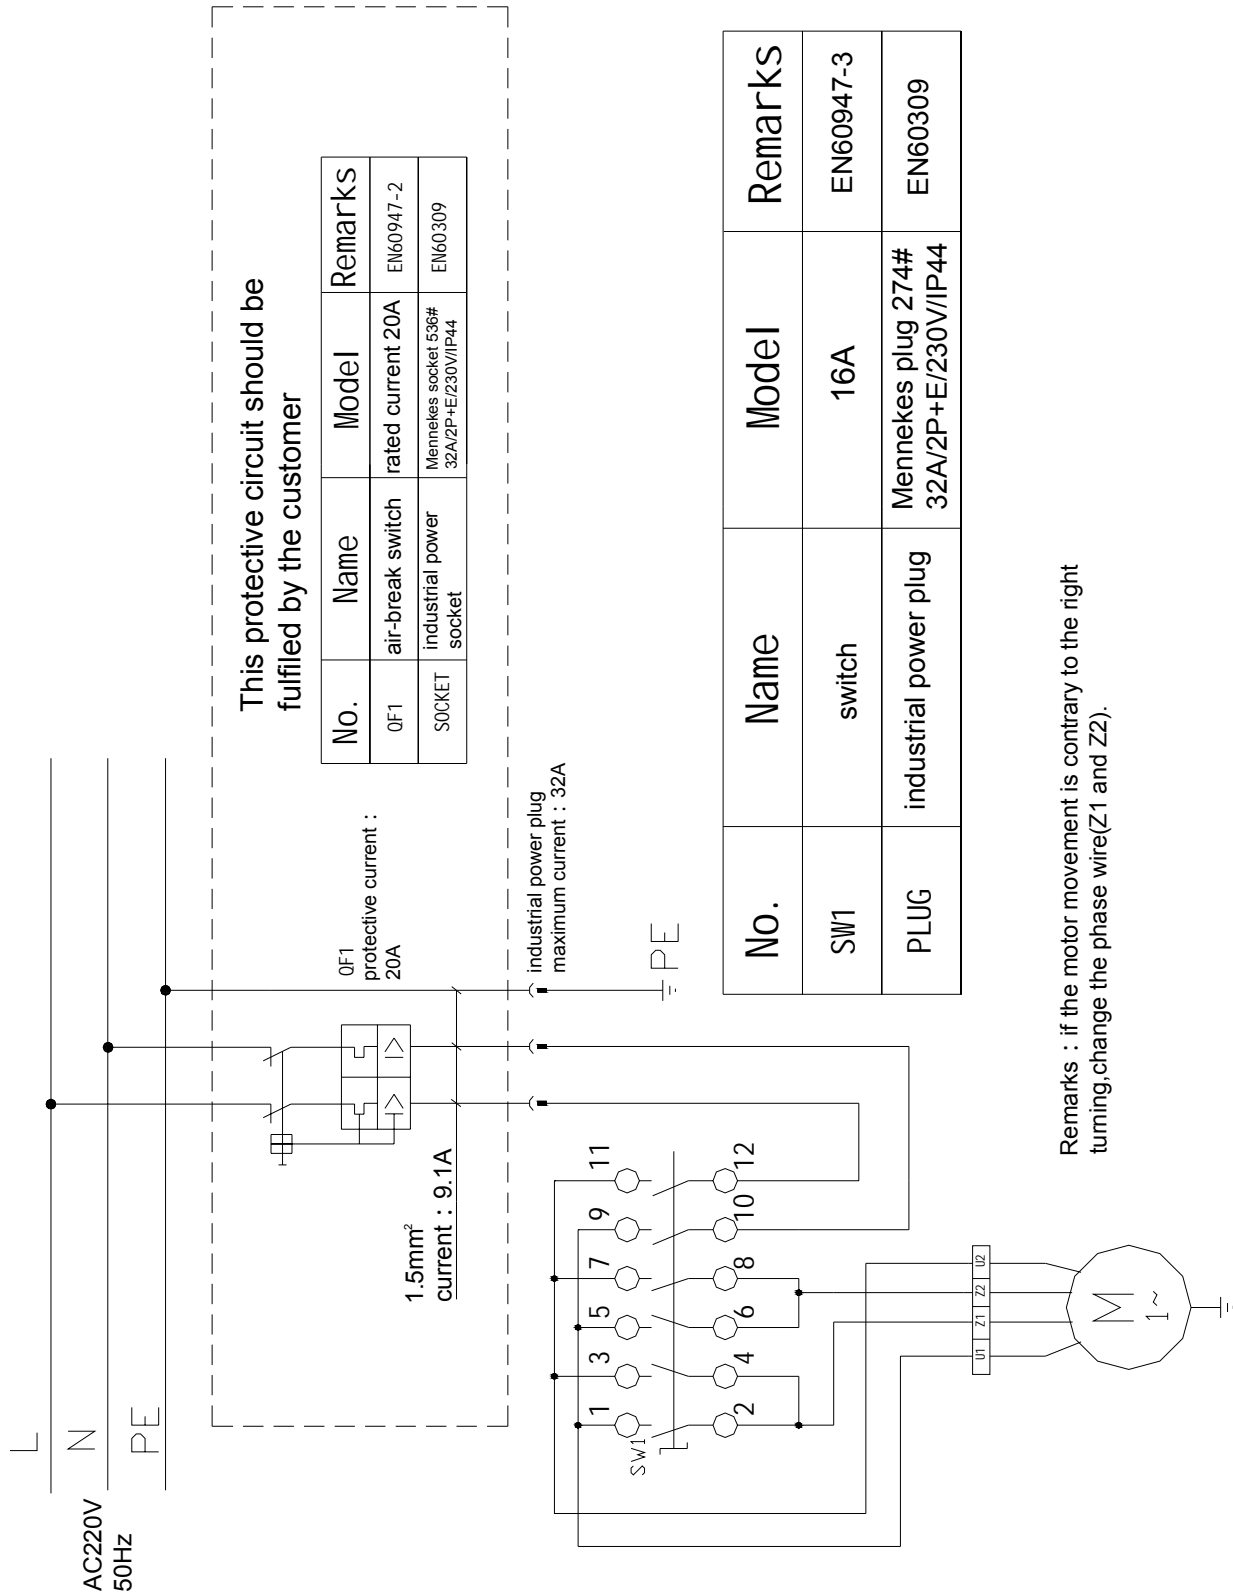 AC220V
50Hz
L
N
PE
This protective circuit should be
fulfiled by the customer
No. Name Model Remarks
QF1 air-break switch rated current 20A EN60947-2
SOCKET industrial power
socket Mennekes socket 536#
32A/2P+E/230V/IP44 EN60309
QF1
protective current :
20A
1.5mm²
current : 9.1A
industrial power plug
maximum current : 32A
PE
SW1
1 3 5 7 9 11
2 4 6 8 10 12
No. Name Model Remarks
SW1 switch 16A EN60947-3
PLUG industrial power plug Mennekes plug 274#
32A/2P+E/230V/IP44 EN60309
U1 Z1 Z2 U2
M
1~
Remarks : if the motor movement is contrary to the right
turning,change the phase wire(Z1 and Z2).